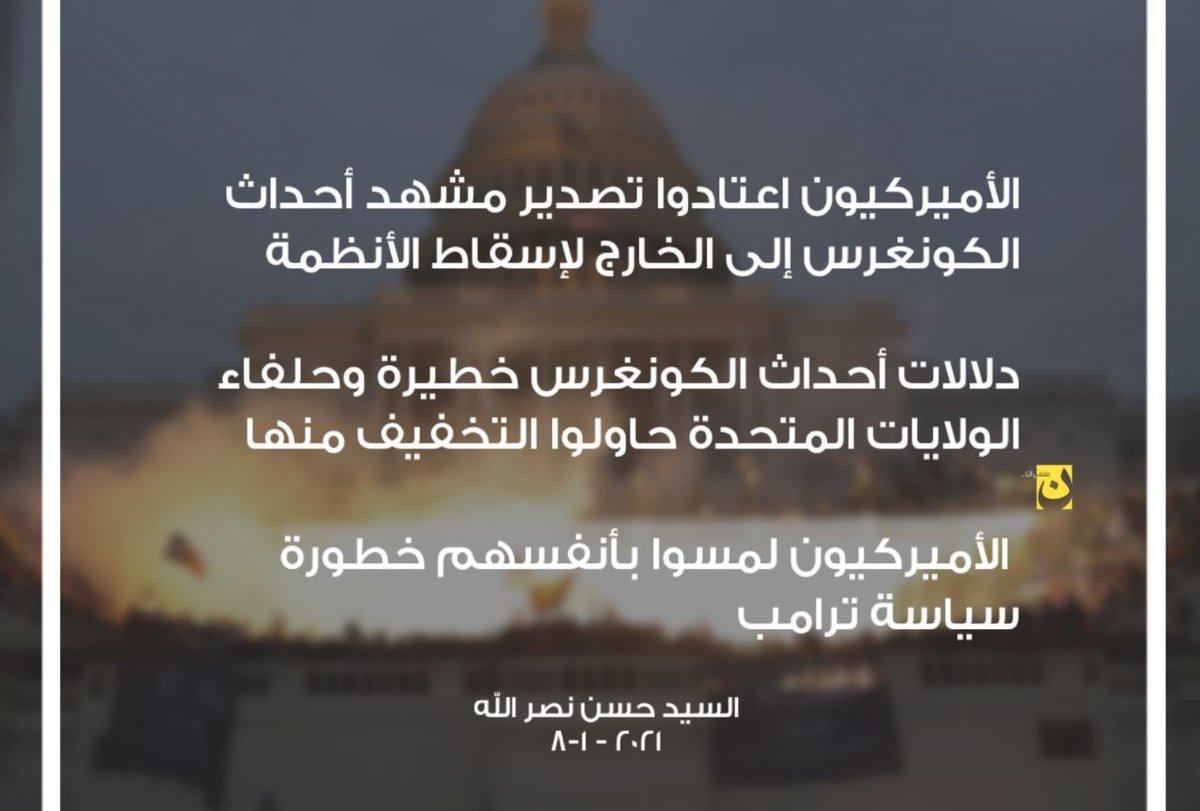 الأميركيون اعتادوا تصدير مشهد أحداث
الكونغرس إلى الخارج لإسقاط الأنظمة
دلالات أحداث الكونغرس خطيرة وحلفاء
الولايات المتحدة حاولوا التخفيف منها
ن
الأميركيون لمسوا بأنفسهم خطورة
سياسة ترامب
السيد حسن نصر الله
٢٠٢١ - ١-٨